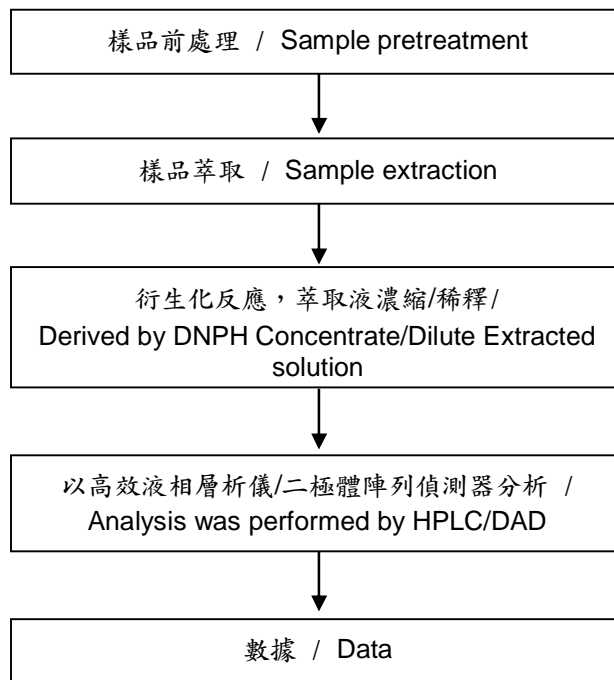 樣品前處理 / Sample pretreatment
樣品萃取 / Sample extraction
衍生化反應，萃取液濃縮/稀釋/
Derived by DNPH Concentrate/Dilute Extracted
solution
以高效液相層析儀/二極體陣列偵測器分析 /
Analysis was performed by HPLC/DAD
數據 / Data